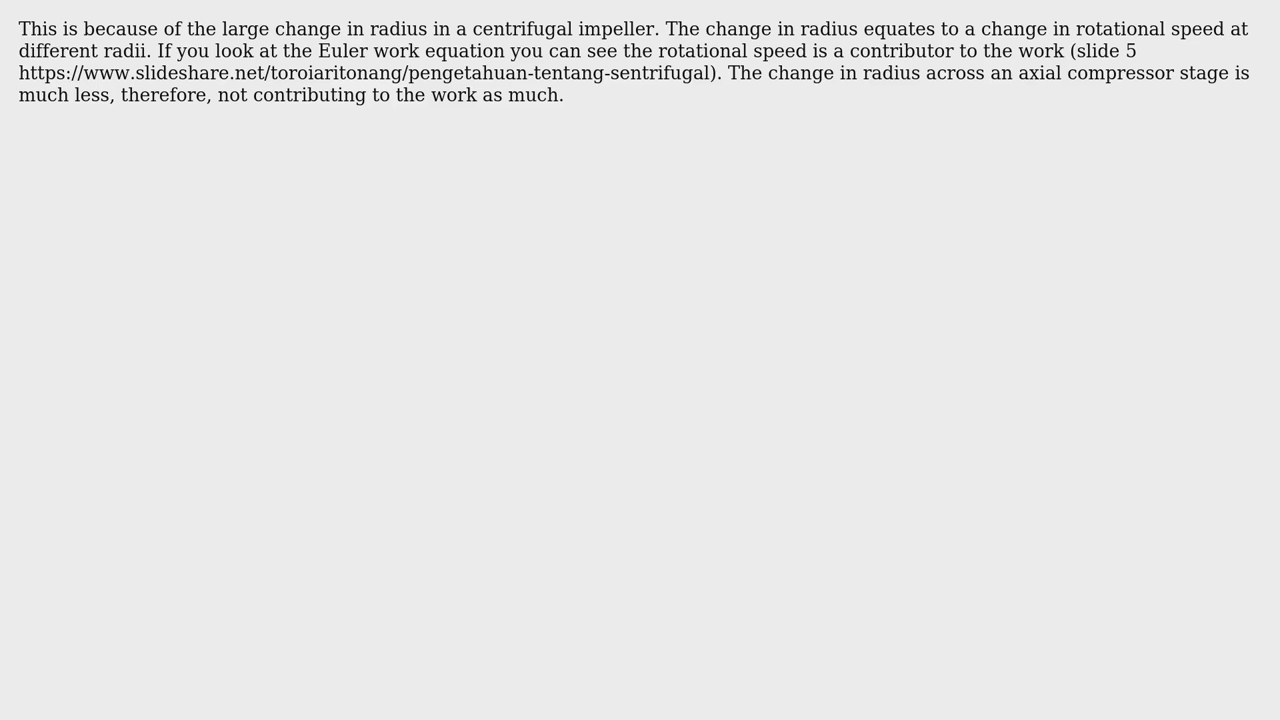 This is because of the large change in radius in a centrifugal impeller. The change in radius equates to a change in rotational speed at
different radii. If you look at the Euler work equation you can see the rotational speed is a contributor to the work (slide 5
https://www.slideshare.net/toroiaritonang/pengetahuan-tentang-sentrifugal). The change in radius across an axial compressor stage is
much less, therefore, not contributing to the work as much.